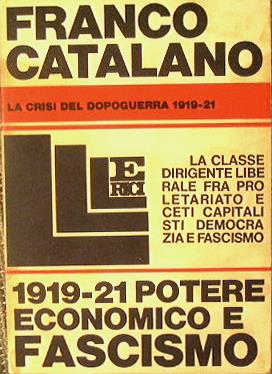 FRANCO
CATALANO
LA CRISI DEL DOPOGUERRA 1919-21
LERICI
LA CLASSE
DIRIGENTE LIBE
RALE FRA PRO
LETARIATO E
CETI CAPITALI
STI DEMOCRA
ZIA E FASCISMO
1919-21 POTERE
ECONOMICO E
FASCISMO